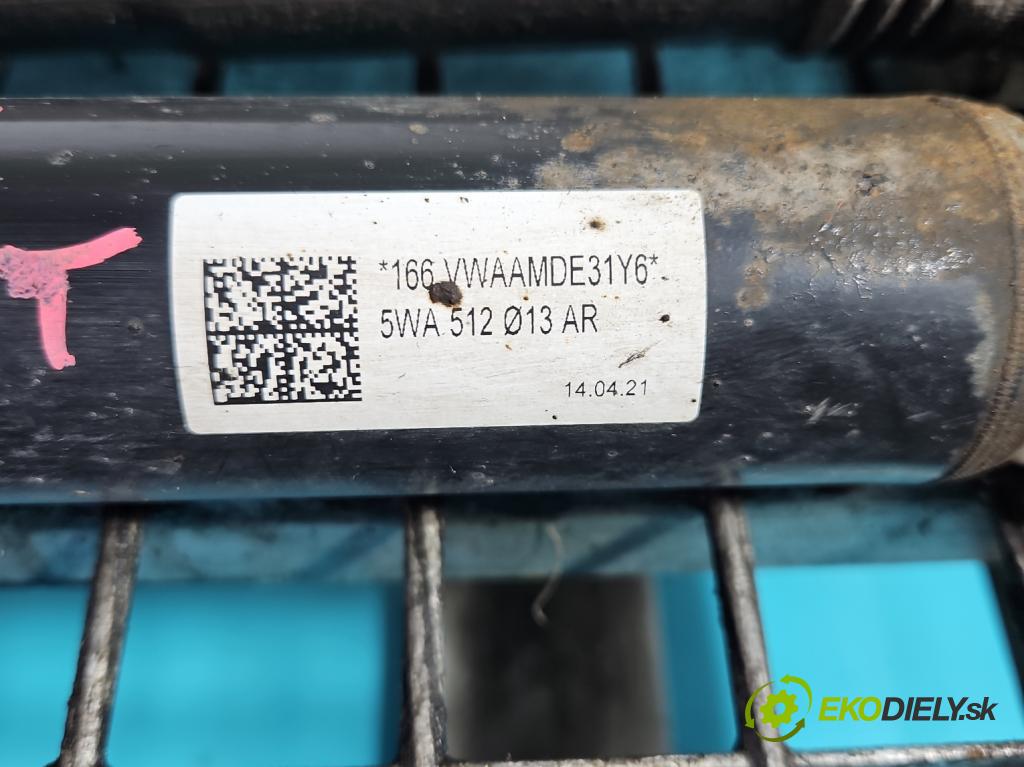 *166 VWAAMDE31Y6*
5WA 512 Ø13 AR
14.04.21
T
EKODIELY.sk